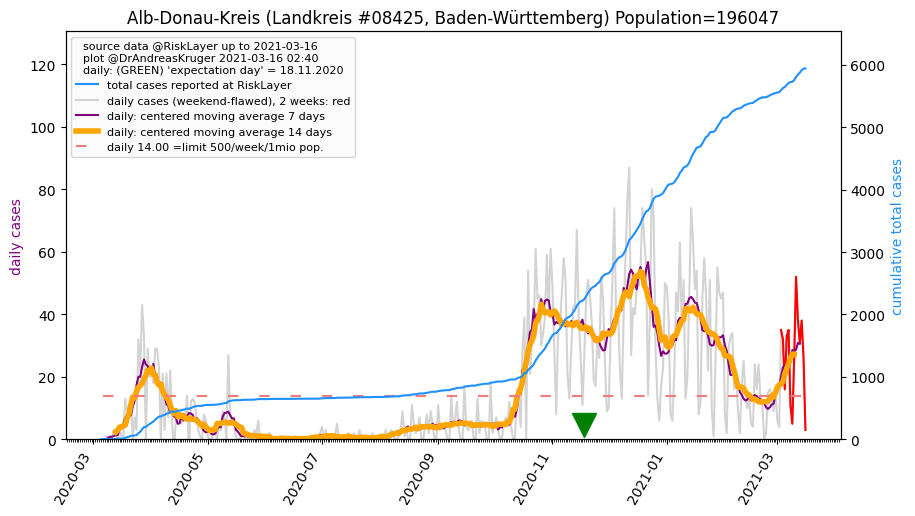 Alb-Donau-Kreis (Landkreis #08425, Baden-Württemberg) Population=196047
source data @RiskLayer up to 2021-03-16
plot @DrAndreasKruger 2021-03-16 02:40
daily: (GREEN) 'expectation day' = 18.11.2020
total cases reported at RiskLayer
daily cases (weekend-flawed), 2 weeks: red
daily: centered moving average 7 days
daily: centered moving average 14 days
daily 14.00 =limit 500/week/1mio pop.
daily cases
120
100
80
60
40
20
0
cumulative total cases
6000
5000
4000
3000
2000
1000
0
2020-03
2020-05
2020-07
2020-09
2020-11
2021-01
2021-03